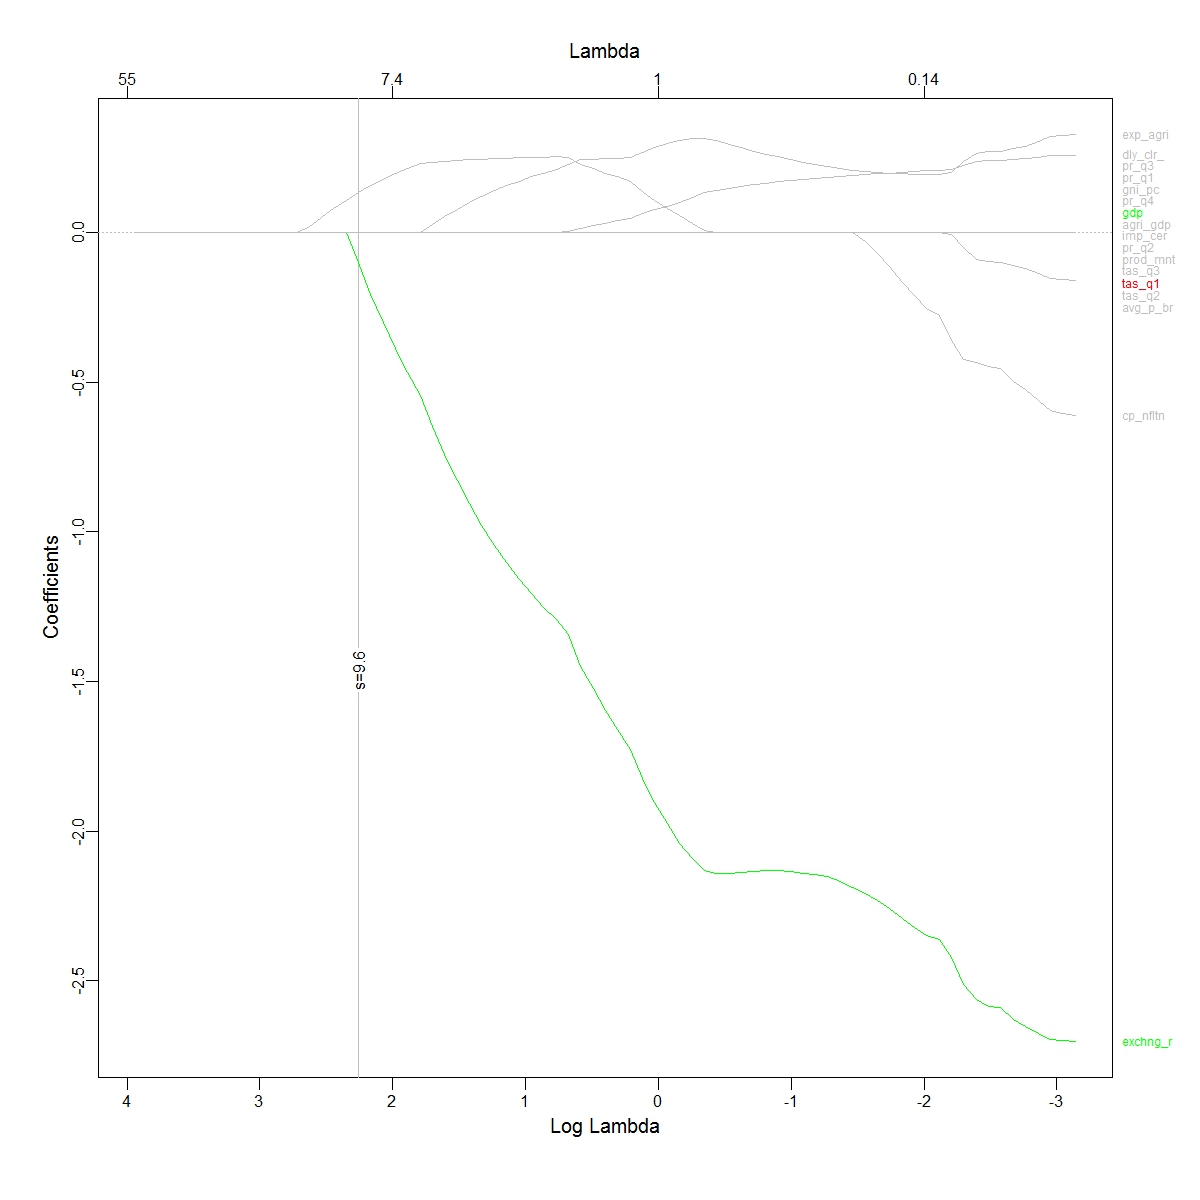 Lambda
55 7.4 1 0.14
exp_agri
dly_clr_
pr_q3
pr_q1
gni_pc
pr_q4
gdp
agri_gdp
imp_cer
pr_q2
prod_mnt
tas_q3
tas_q1
tas_q2
avg_p_br
cp_nfltn
exchng_r
0.0
-0.5
-1.0
-1.5
-2.0
-2.5
Coefficients
s=9.6
4 3 2 1 0 -1 -2 -3
Log Lambda